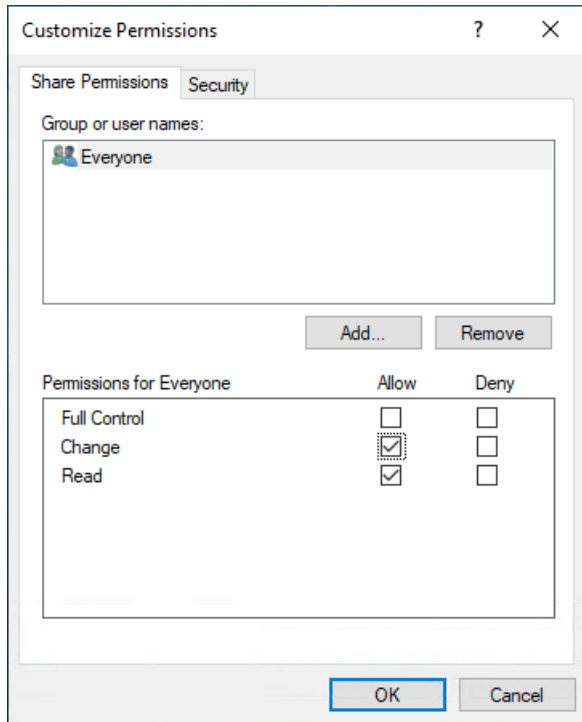 Customize Permissions
Share Permissions Security
Group or user names:
Everyone
Add... Remove
Permissions for Everyone Allow Deny
Full Control
Change
Read
OK Cancel